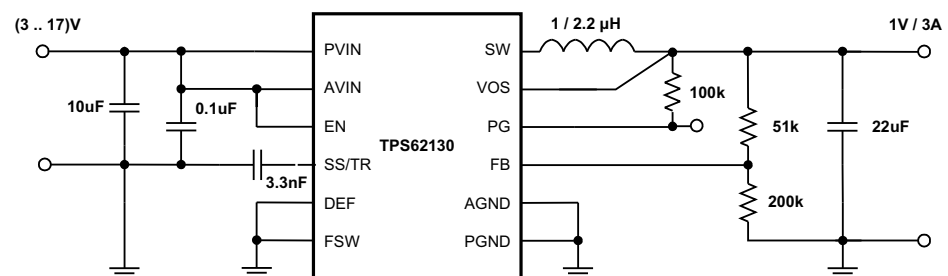 (3 .. 17)V
1 / 2.2 µH
1V / 3A
PVIN
SW
AVIN
VOS
10uF
0.1uF
100k
EN
PG
51k
22uF
TPS62130
SS/TR
FB
3.3nF
DEF
AGND
200k
FSW
PGND